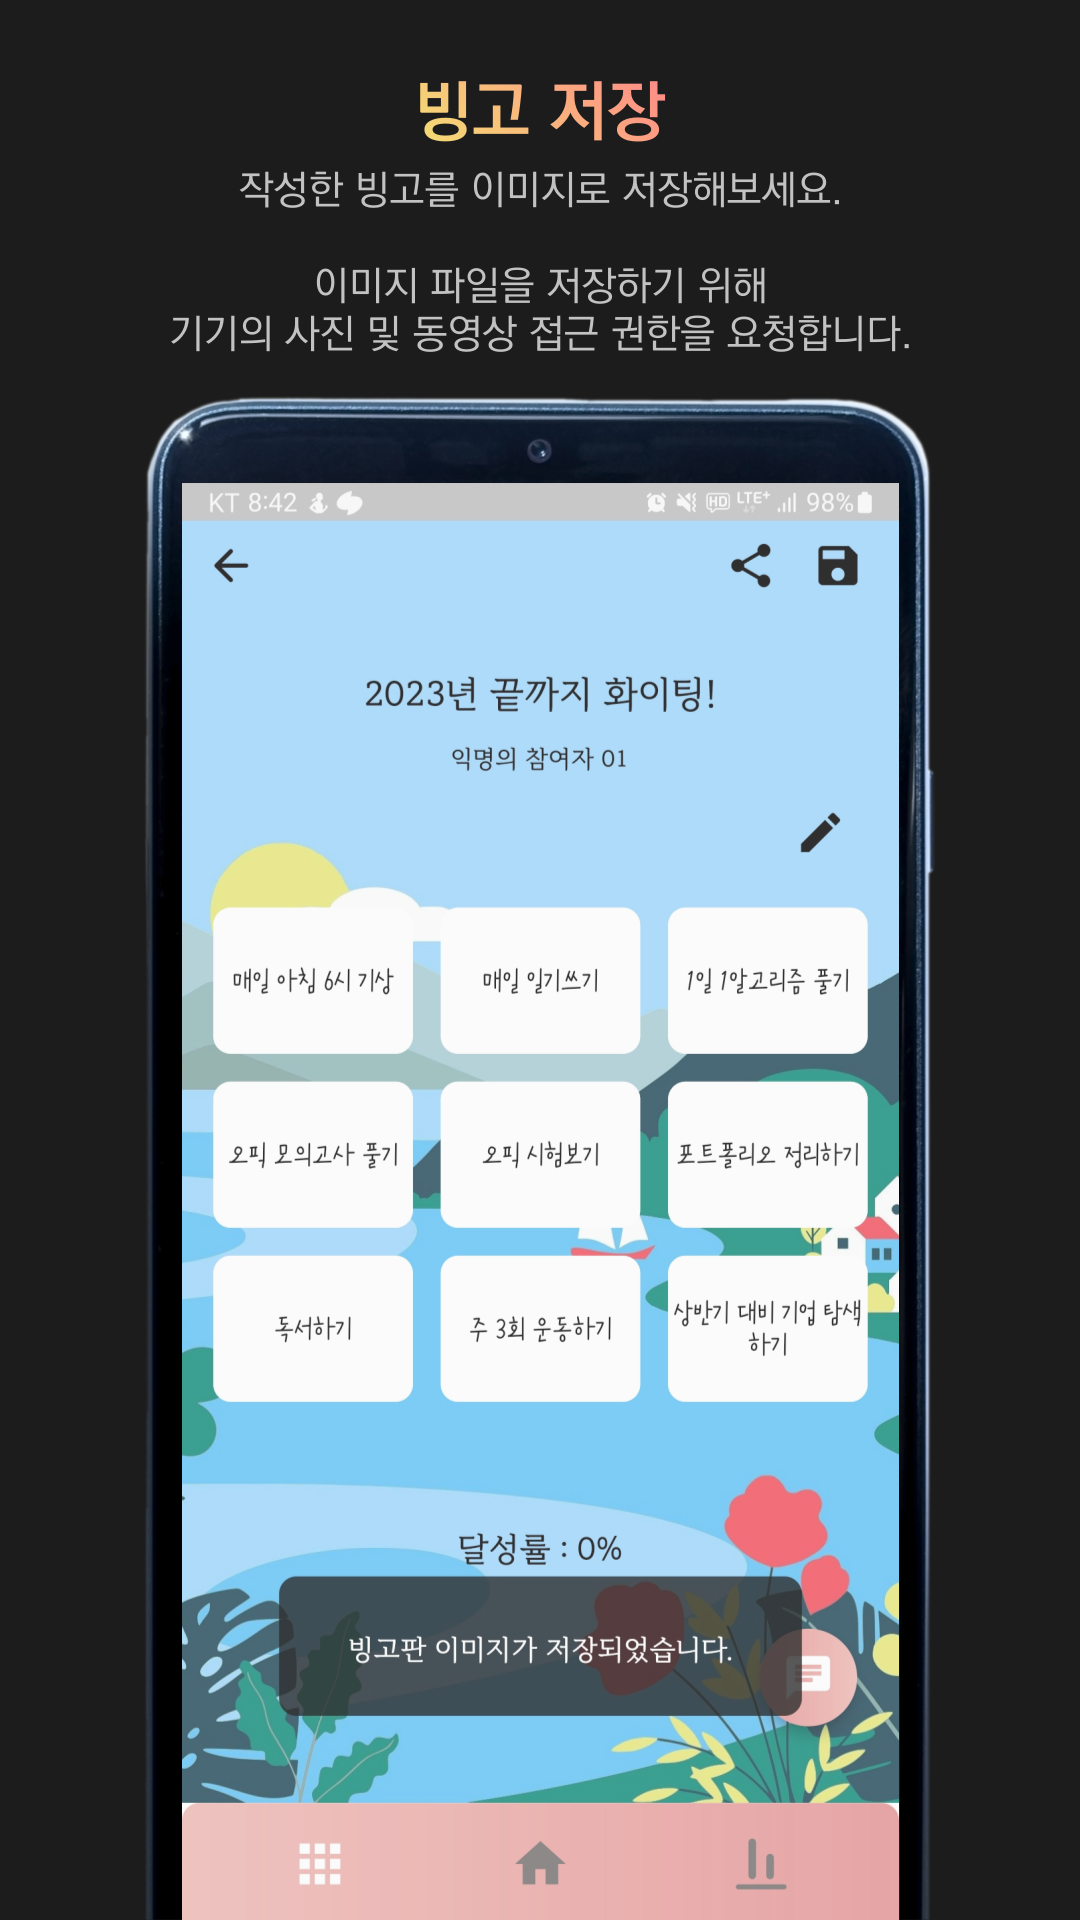 빙고 저장
작성한 빙고를 이미지로 저장해보세요.
이미지 파일을 저장하기 위해
기기의 사진 및 동영상 접근 권한을 요청합니다.
KT 8:42
HD LTE+ 98%
2023년 끝까지 화이팅!
익명의 참여자 01
매일 아침 6시 기상
매일 일기쓰기
1일 1알고리즘 풀기
오픽 모의고사 풀기
오픽 시험보기
포트폴리오 정리하기
독서하기
주 3회 운동하기
상반기 대비 기업 탐색
하기
달성률 : 0%
빙고판 이미지가 저장되었습니다.